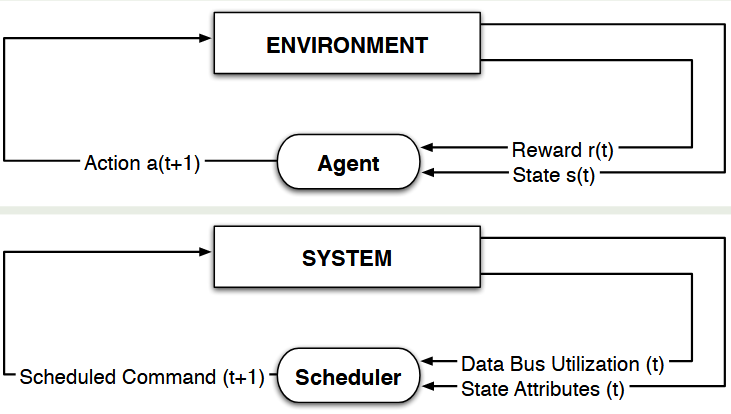 ENVIRONMENT
Reward r(t)
Action a(t+1)
Agent
State s(t)
SYSTEM
Data Bus Utilization (t)
Scheduled Command (t+1)
Scheduler
State Attributes (t)